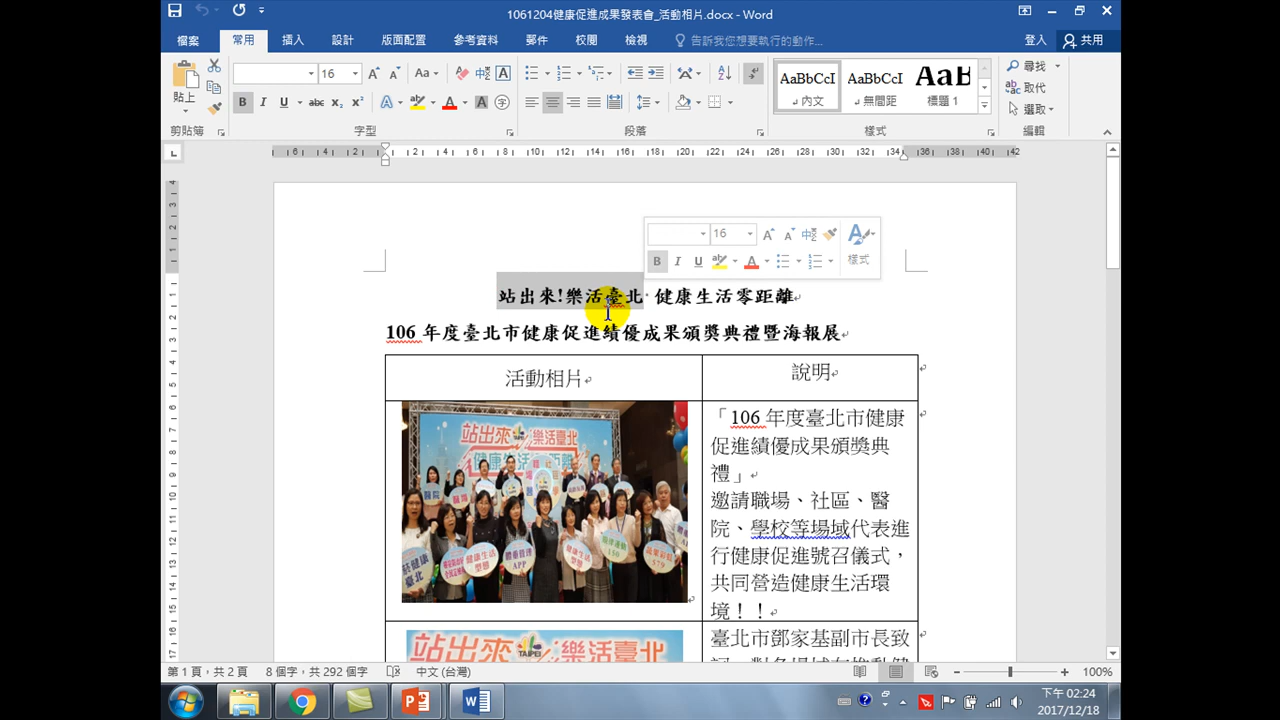 1061204健康促進成果發表會_活動相片.docx - Word
檔案 常用 插入 設計 版面配置 參考資料 郵件 校閱 檢視 告訴我您想要執行的動作... 登入 共用
貼上
16
Aa
abc
AaBbCcI AaBbCcI AaBb
內文 無間距 標題 1
尋找
取代
選取
剪貼簿 字型 段落 樣式 編輯
16
樣式
站出來!樂活臺北 健康生活零距離
106 年度臺北市健康促進績優成果頒獎典禮暨海報展
活動相片 說明
站出來 TAIPEI 樂活臺北
「106 年度臺北市健康
促進績優成果頒獎典
禮」
邀請職場、社區、醫
院、學校等場域代表進
行健康促進號召儀式，
共同營造健康生活環
境！！
站出來 TAIPEI 樂活臺北
臺北市鄧家基副市長致
第 1 頁，共 2 頁 8 個字，共 292 個字 中文 (台灣) 100%
下午 02:24
2017/12/18